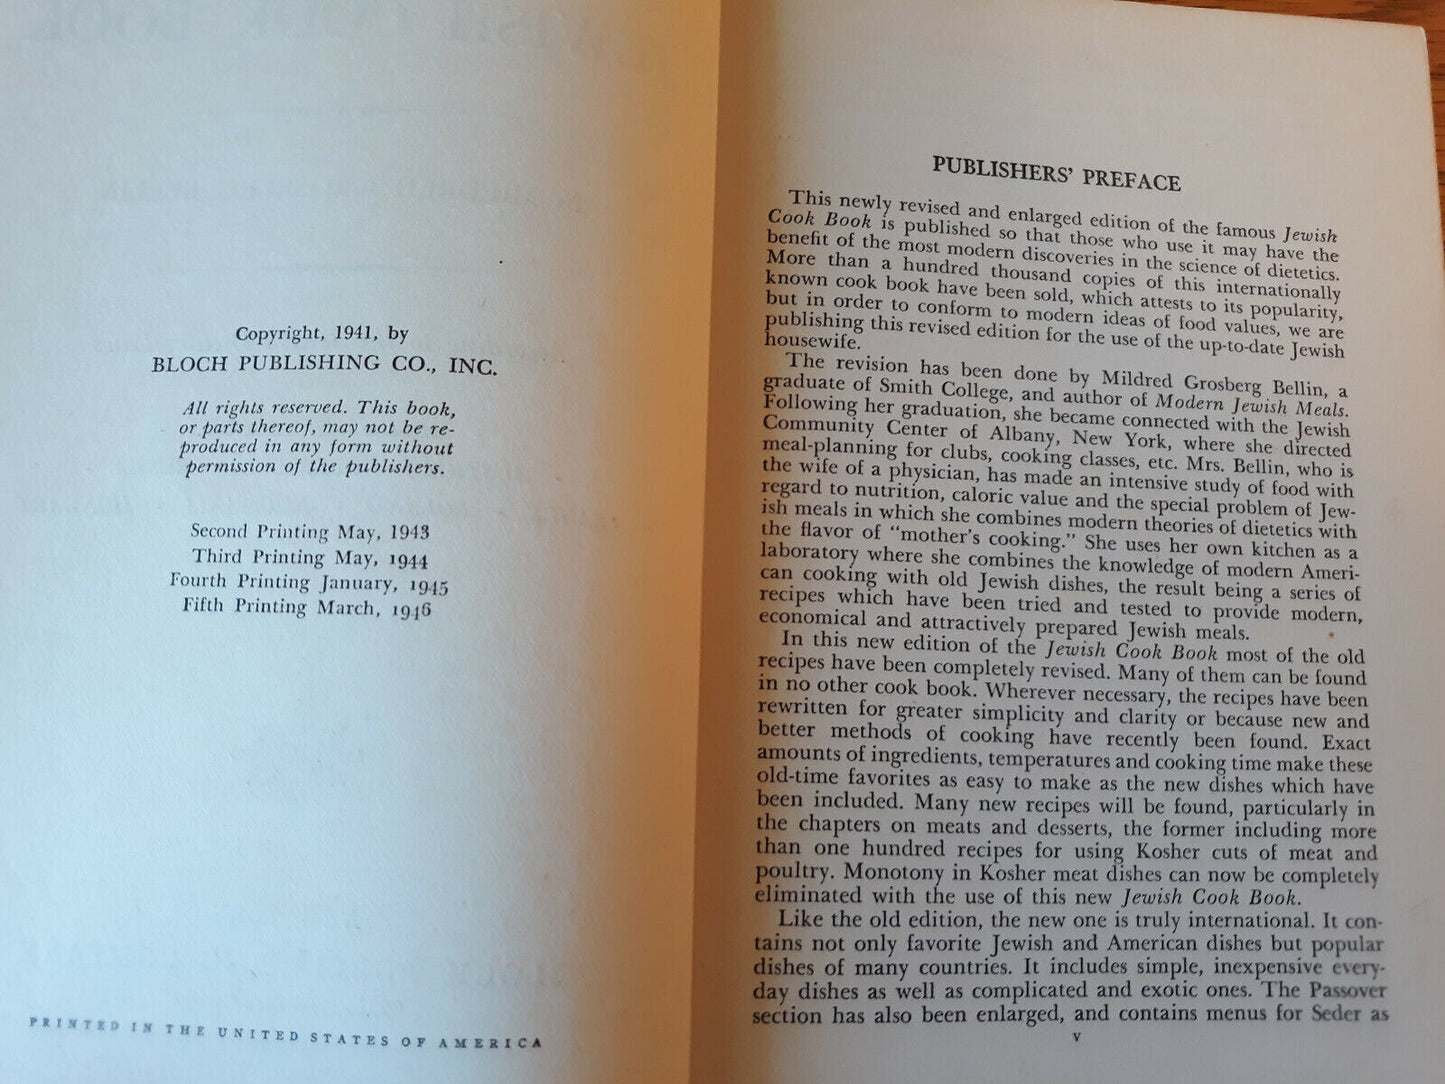 Copyright, 1941, by
BLOCH PUBLISHING CO., INC.
All rights reserved. This book,
or parts thereof, may not be re-
produced in any form without
permission of the publishers.
Second Printing May, 1943
Third Printing May, 1944
Fourth Printing January, 1945
Fifth Printing March, 1946
PRINTED IN THE UNITED STATES OF AMERICA
PUBLISHERS' PREFACE
This newly revised and enlarged edition of the famous Jewish
Cook Book is published so that those who use it may have the
benefit of the most modern discoveries in the science of dietetics.
More than a hundred thousand copies of this internationally
known cook book have been sold, which attests to its popularity,
but in order to conform to modern ideas of food values, we are
publishing this revised edition for the use of the up-to-date Jewish
housewife.
The revision has been done by Mildred Grosberg Bellin, a
graduate of Smith College, and author of Modern Jewish Meals.
Following her graduation, she became connected with the Jewish
Community Center of Albany, New York, where she directed
meal-planning for clubs, cooking classes, etc. Mrs. Bellin, who is
the wife of a physician, has made an intensive study of food with
regard to nutrition, caloric value and the special problem of Jew-
ish meals in which she combines modern theories of dietetics with
the flavor of "mother's cooking." She uses her own kitchen as a
laboratory where she combines the knowledge of modern Ameri-
can cooking with old Jewish dishes, the result being a series of
recipes which have been tried and tested to provide modern,
economical and attractively prepared Jewish meals.
In this new edition of the Jewish Cook Book most of the old
recipes have been completely revised. Many of them can be found
in no other cook book. Wherever necessary, the recipes have been
rewritten for greater simplicity and clarity or because new and
better methods of cooking have recently been found. Exact
amounts of ingredients, temperatures and cooking time make these
old-time favorites as easy to make as the new dishes which have
been included. Many new recipes will be found, particularly in
the chapters on meats and desserts, the former including more
than one hundred recipes for using Kosher cuts of meat and
poultry. Monotony in Kosher meat dishes can now be completely
eliminated with the use of this new Jewish Cook Book.
Like the old edition, the new one is truly international. It con-
tains not only favorite Jewish and American dishes but popular
dishes of many countries. It includes simple, inexpensive every-
day dishes as well as complicated and exotic ones. The Passover
section has also been enlarged, and contains menus for Seder as
v